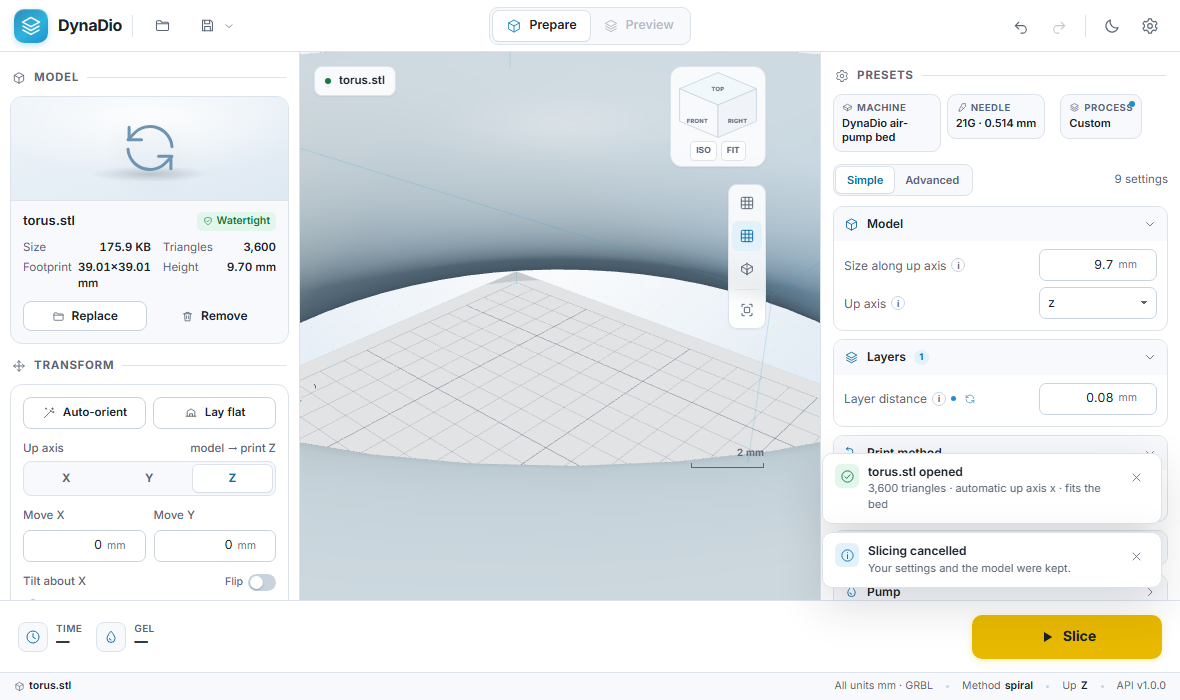 DynaDio
Prepare
Preview
MODEL
torus.stl
Watertight
Size 175.9 KB Triangles 3,600
Footprint 39.01×39.01 mm Height 9.70 mm
Replace
Remove
TRANSFORM
Auto-orient
Lay flat
Up axis model → print Z
X Y Z
Move X Move Y
0 mm 0 mm
Tilt about X Flip
torus.stl
TOP
FRONT RIGHT
ISO FIT
2 mm
PRESETS
MACHINE
DynaDio air-
pump bed
NEEDLE
21G · 0.514 mm
PROCESS
Custom
Simple Advanced 9 settings
Model
Size along up axis i 9.7 mm
Up axis i z
Layers 1
Layer distance i 0.08 mm
Print method
torus.stl opened
3,600 triangles · automatic up axis x · fits the
bed
Slicing cancelled
Your settings and the model were kept.
Pump
TIME
—
GEL
—
Slice
torus.stl
All units mm · GRBL • Method spiral • Up Z • API v1.0.0